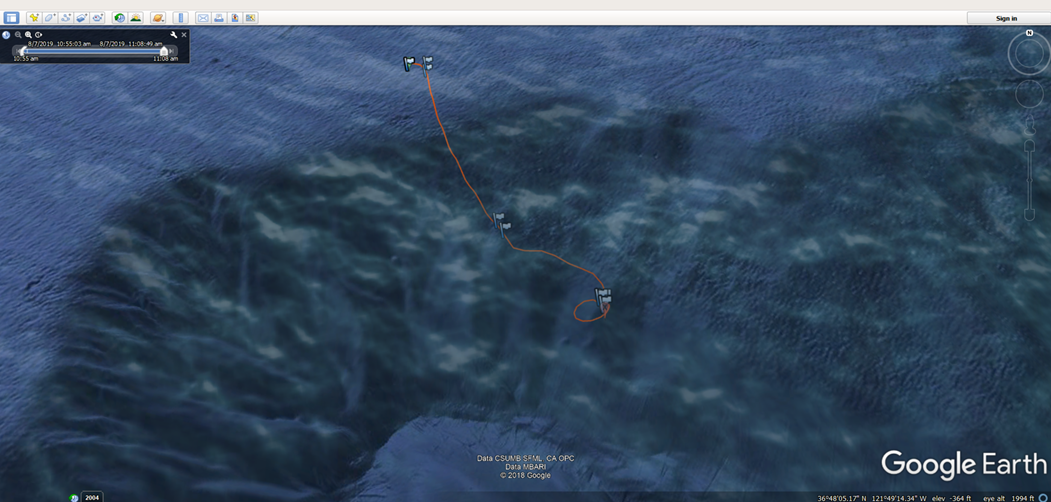 Sign in
8/7/2019 10:55:03 am ... 8/7/2019 11:08:49 am
10:55 am 11:08 am
N
Data CSUMB SFML, CA OPC
Data MBARI
© 2018 Google
Google Earth
2004
36°48'05.17" N 121°49'14.34" W elev -364 ft eye alt 1994 ft